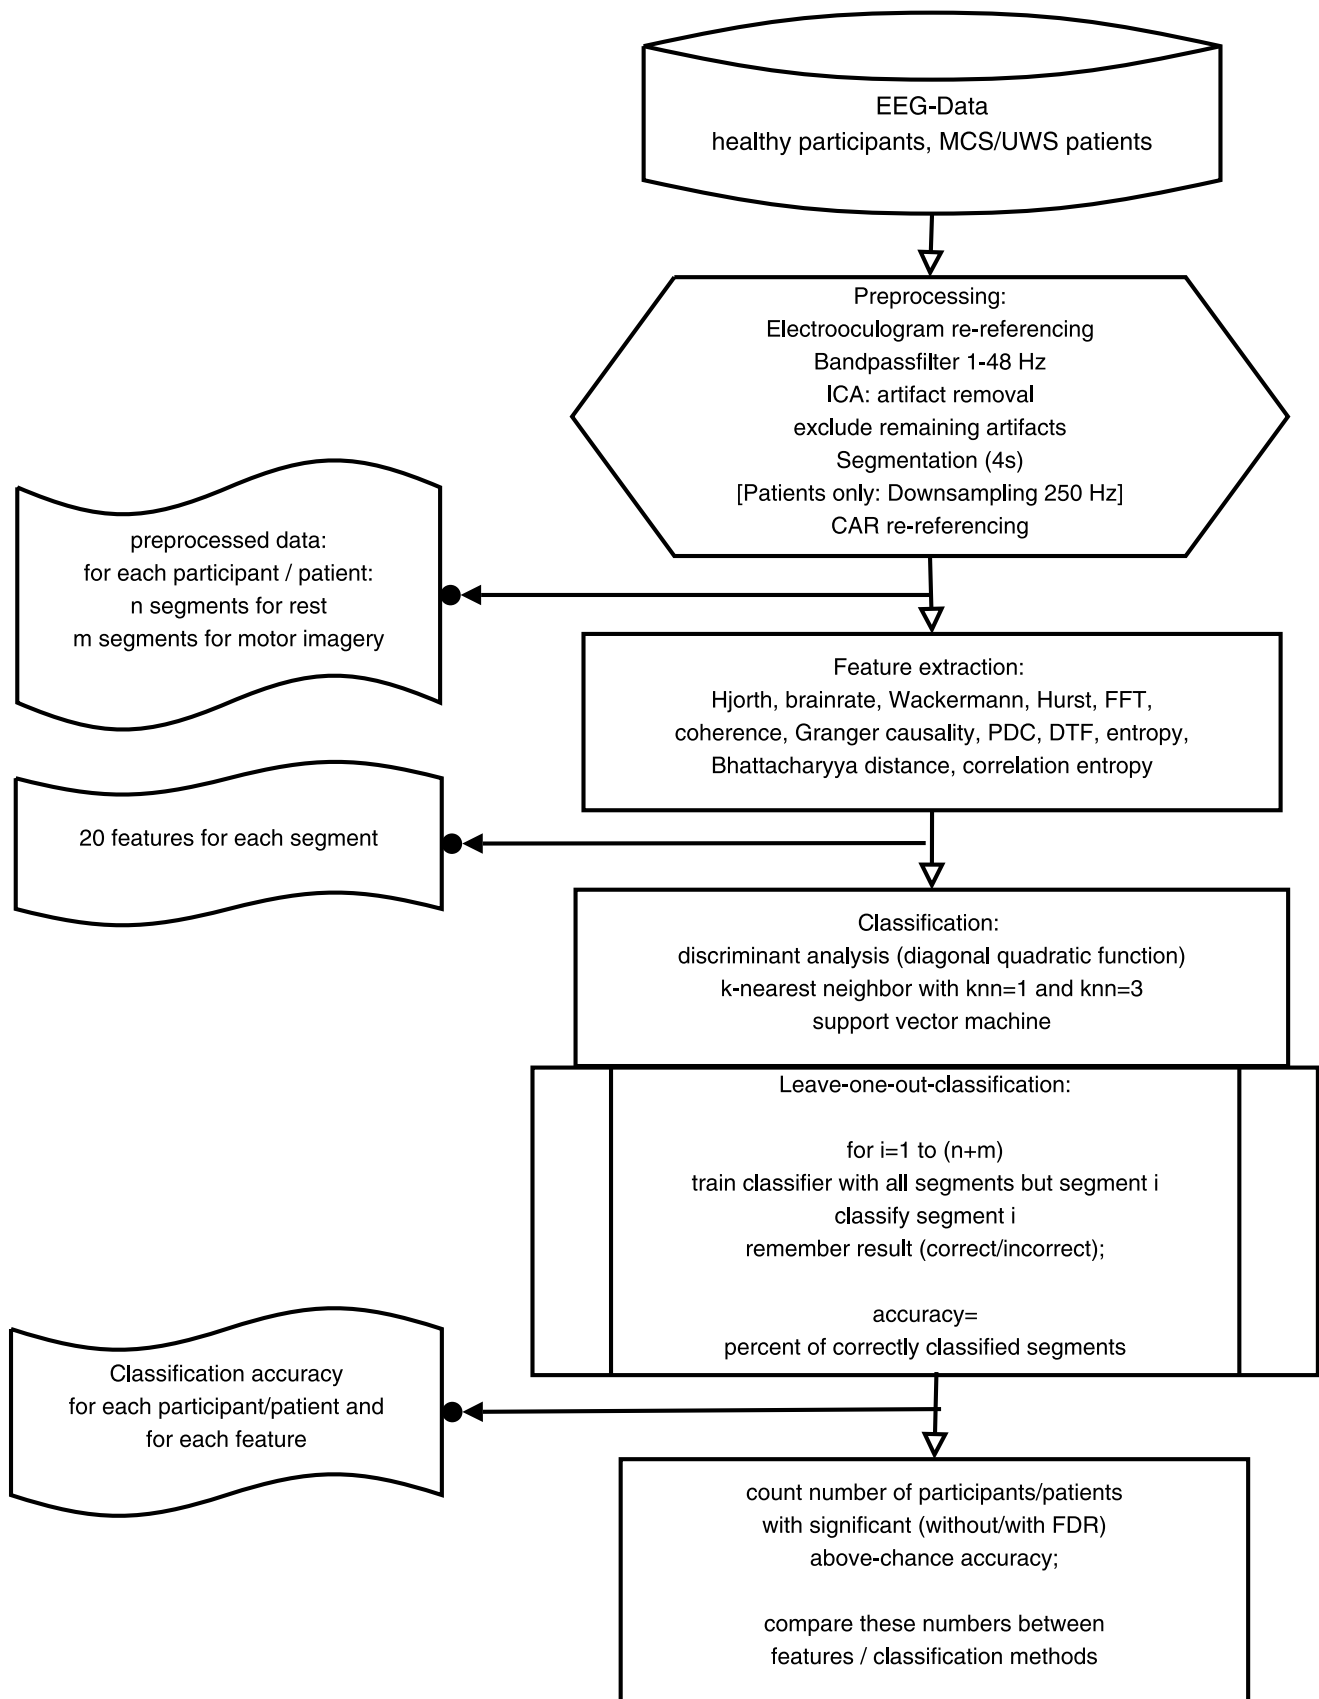 EEG-Data
healthy participants, MCS/UWS patients
Preprocessing:
Electrooculogram re-referencing
Bandpassfilter 1-48 Hz
ICA: artifact removal
exclude remaining artifacts
Segmentation (4s)
[Patients only: Downsampling 250 Hz]
CAR re-referencing
preprocessed data:
for each participant / patient:
n segments for rest
m segments for motor imagery
Feature extraction:
Hjorth, brainrate, Wackermann, Hurst, FFT,
coherence, Granger causality, PDC, DTF, entropy,
Bhattacharyya distance, correlation entropy
20 features for each segment
Classification:
discriminant analysis (diagonal quadratic function)
k-nearest neighbor with knn=1 and knn=3
support vector machine
Leave-one-out-classification:
for i=1 to (n+m)
train classifier with all segments but segment i
classify segment i
remember result (correct/incorrect);
accuracy=
percent of correctly classified segments
Classification accuracy
for each participant/patient and
for each feature
count number of participants/patients
with significant (without/with FDR)
above-chance accuracy;
compare these numbers between
features / classification methods